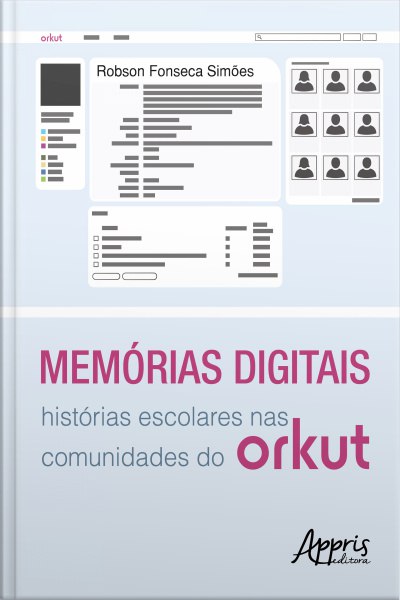 orkut
Robson Fonseca Simões
MEMÓRIAS DIGITAIS
histórias escolares nas
comunidades do orkut
Appris
editora